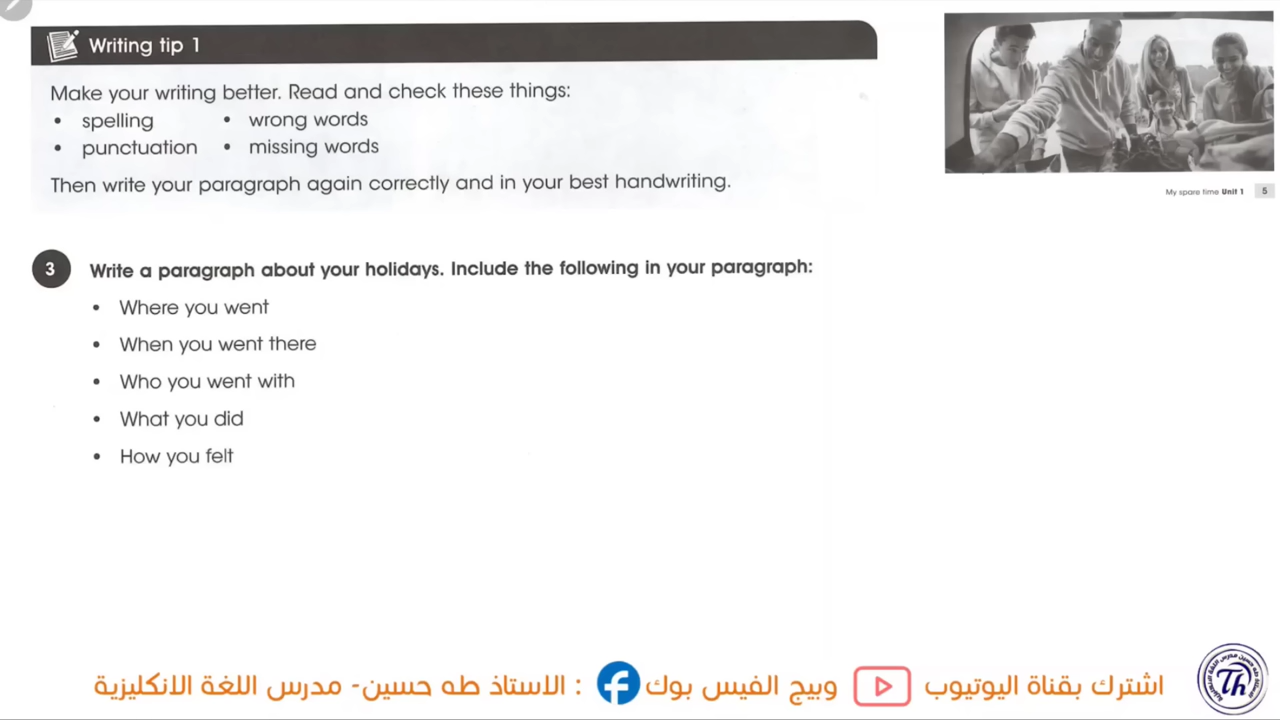 Writing tip 1
Make your writing better. Read and check these things:
• spelling • wrong words
• punctuation • missing words
Then write your paragraph again correctly and in your best handwriting.
My spare time Unit 1 5
3 Write a paragraph about your holidays. Include the following in your paragraph:
• Where you went
• When you went there
• Who you went with
• What you did
• How you felt
اشترك بقناة اليوتيوب وبيج الفيس بوك : الاستاذ طه حسين- مدرس اللغة الانكليزية
Th